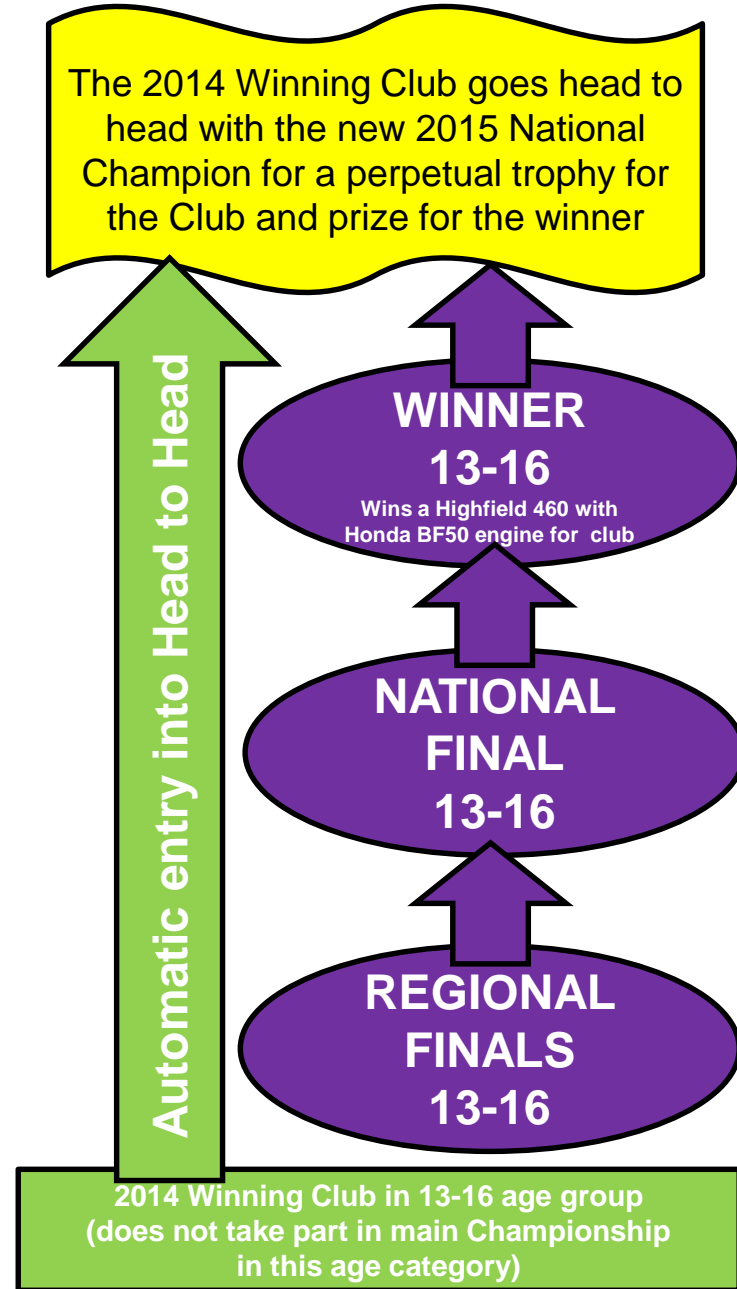 The 2014 Winning Club goes head to
head with the new 2015 National
Champion for a perpetual trophy for
the Club and prize for the winner
Automatic entry into Head to Head
WINNER
13-16
Wins a Highfield 460 with
Honda BF50 engine for club
NATIONAL
FINAL
13-16
REGIONAL
FINALS
13-16
2014 Winning Club in 13-16 age group
(does not take part in main Championship
in this age category)